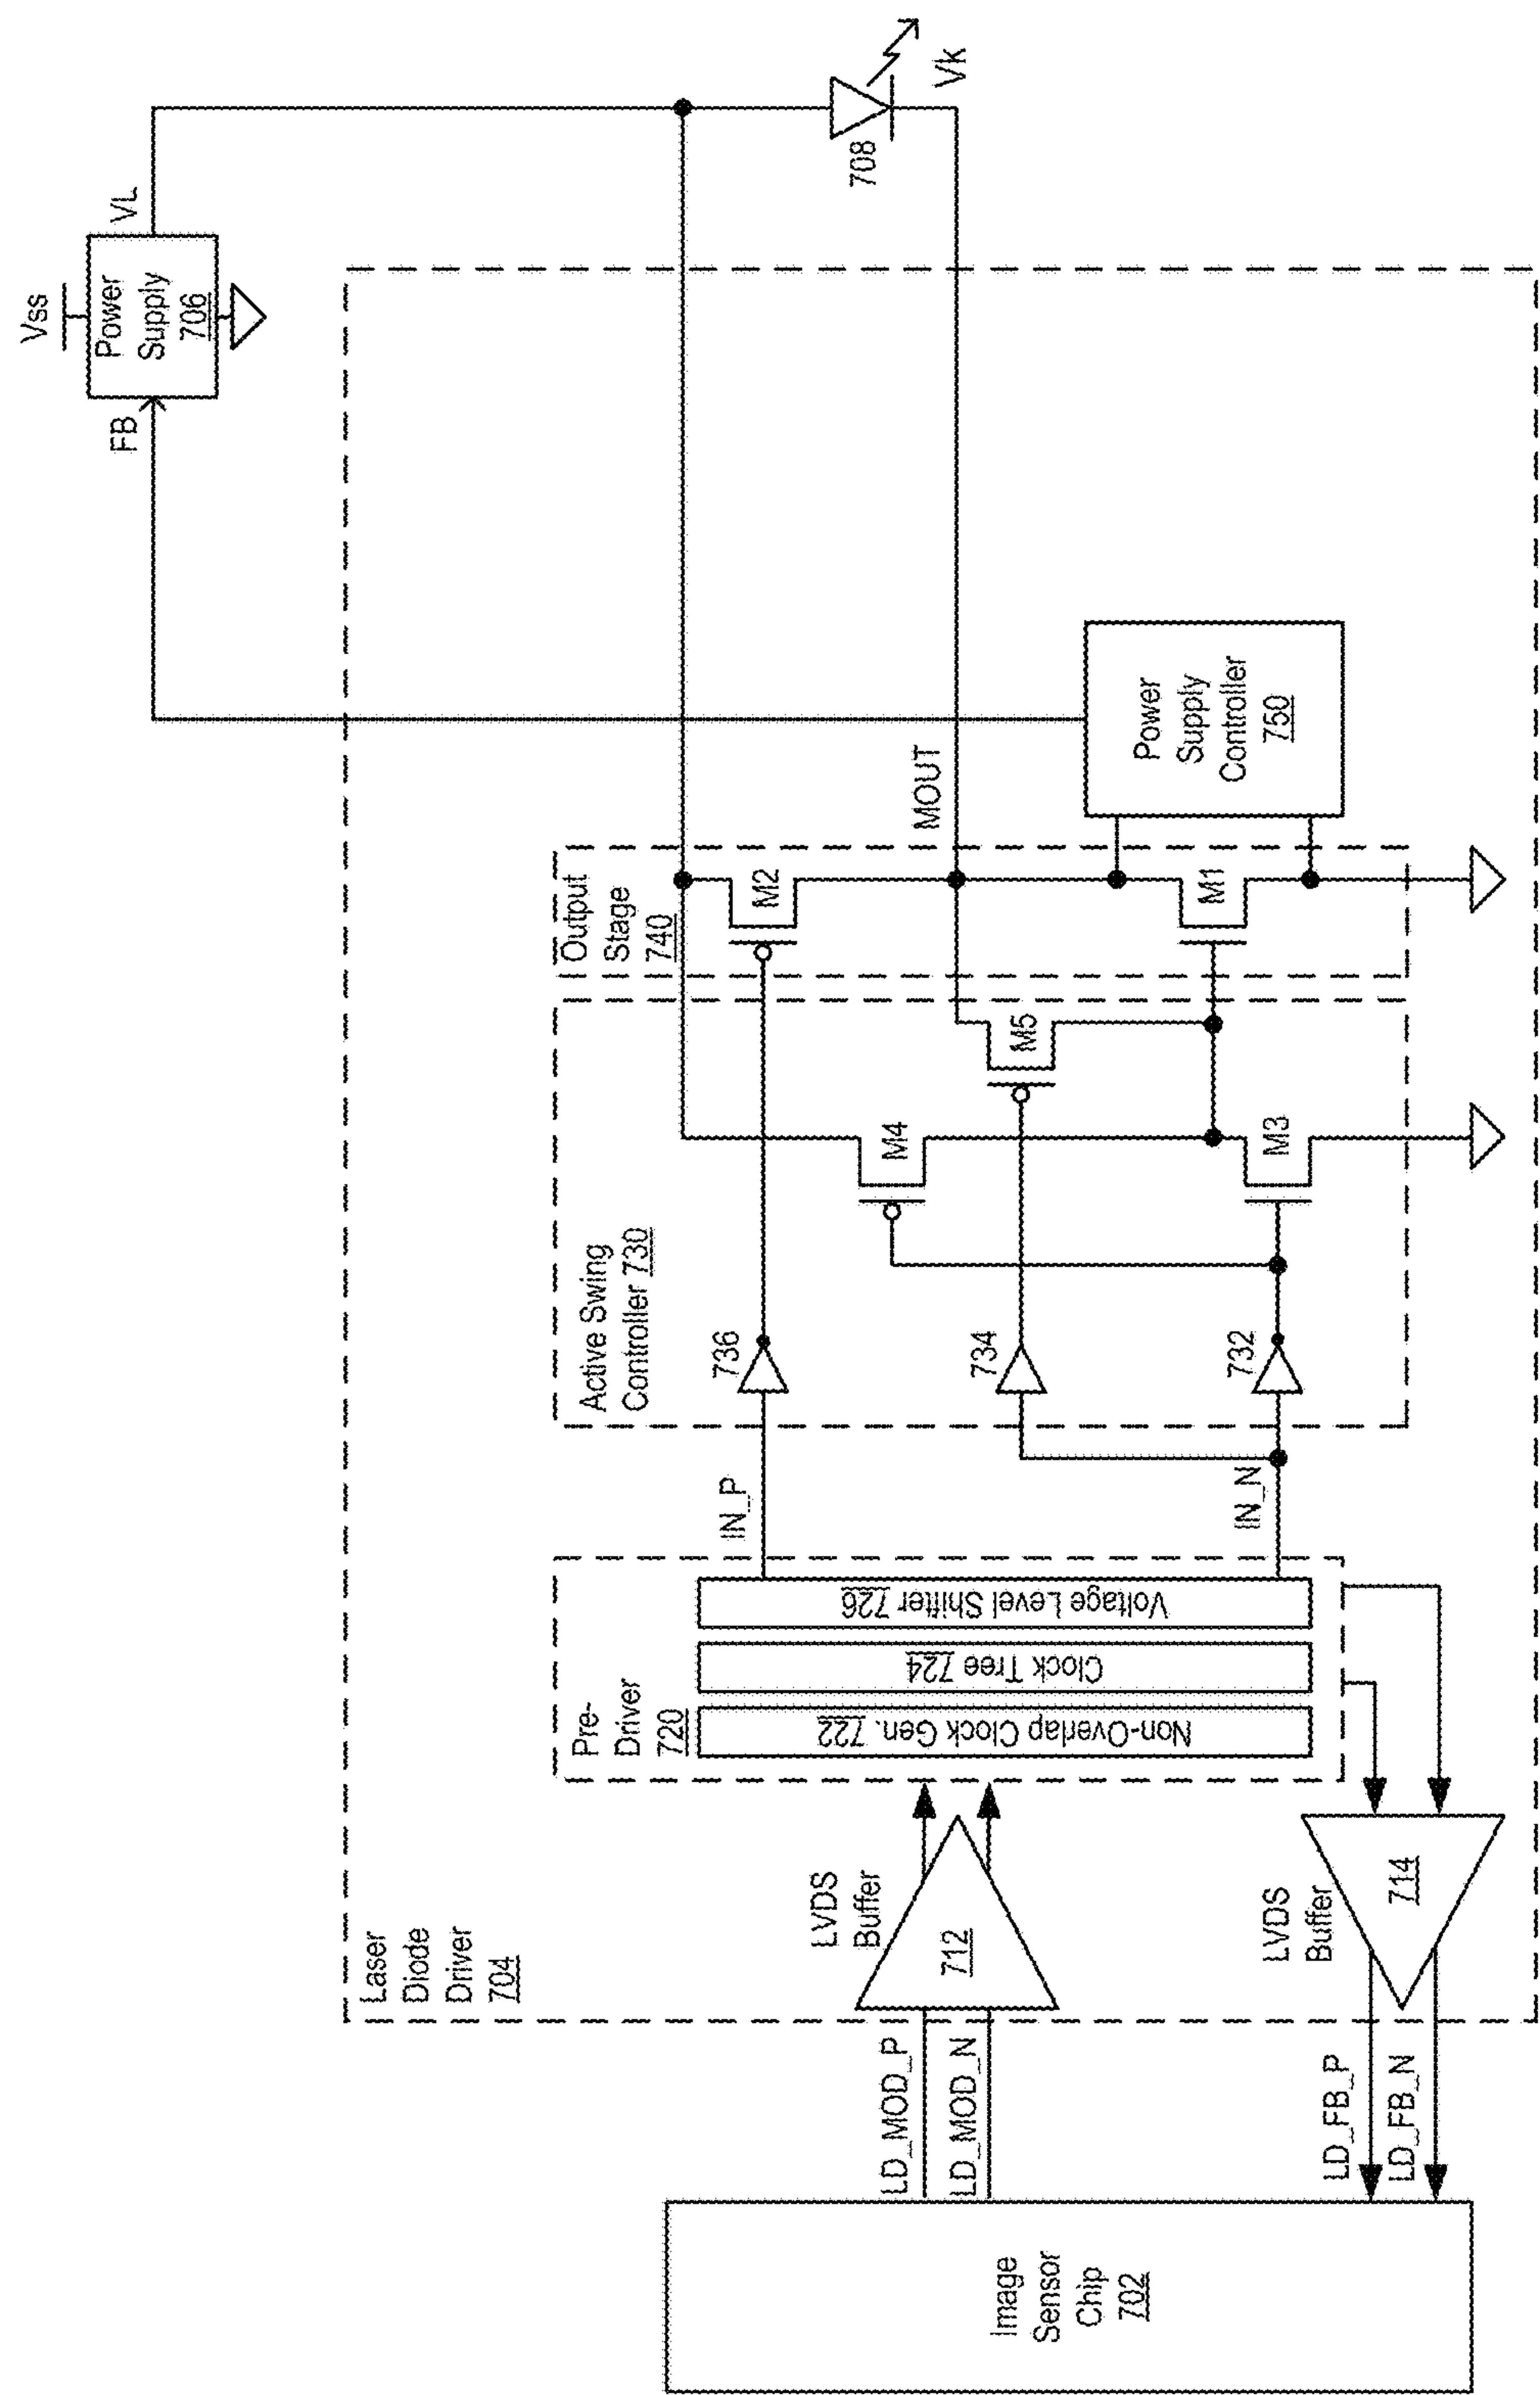 Vss
Power
Supply
706
FB
VL
708
Vk
Laser
Diode
Driver
704
Image
Sensor
Chip
702
LD_MOD_P
LD_MOD_N
LD_FB_P
LD_FB_N
LVDS
Buffer
712
LVDS
Buffer
714
Pre-
Driver
720
Non-Overlap Clock Gen. 722
Clock Tree 724
Voltage Level Shifter 726
IN_P
IN_N
Active Swing
Controller 730
736
734
732
M4
M5
M3
Output
Stage
740
M2
M1
MOUT
Power
Supply
Controller
750